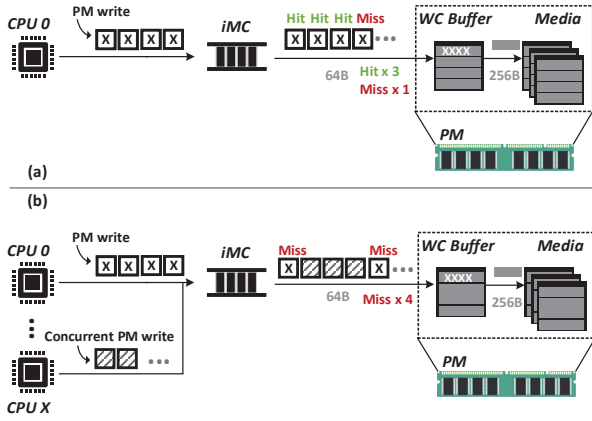 CPU 0
PM write
X X X X
iMC
Hit Hit Hit Miss
X X X X
64B
Hit x 3
Miss x 1
WC Buffer
Media
XXXX
256B
PM
(a)
(b)
CPU 0
PM write
X X X X
iMC
Miss
Miss
X X
64B
Miss x 4
WC Buffer
Media
XXXX
256B
Concurrent PM write
CPU X
PM